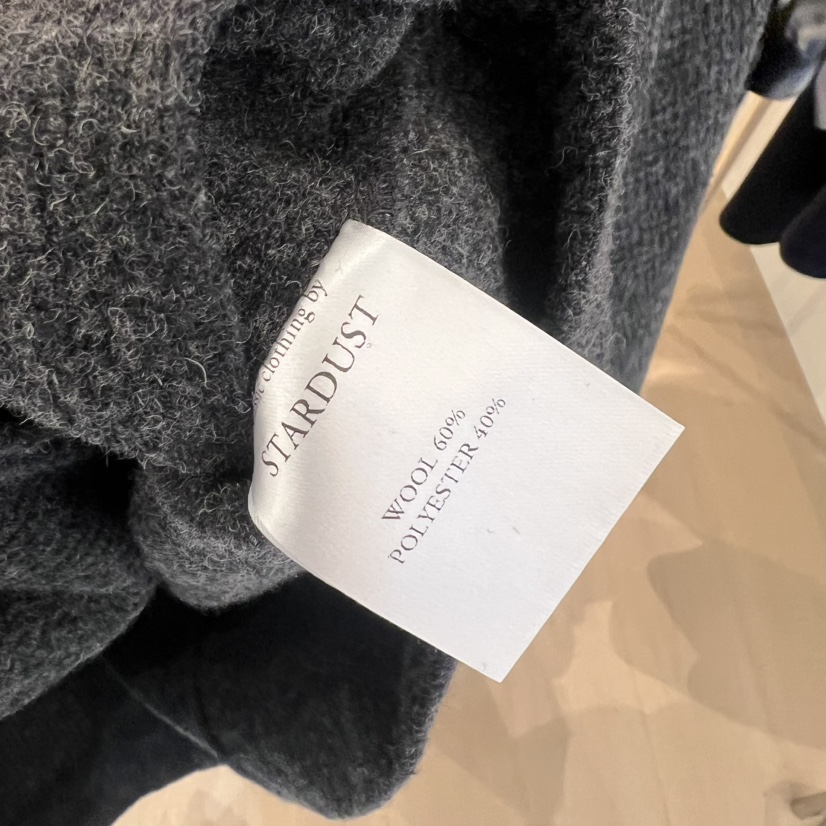 clothing by
STARDUST
WOOL 60%
POLYESTER 40%